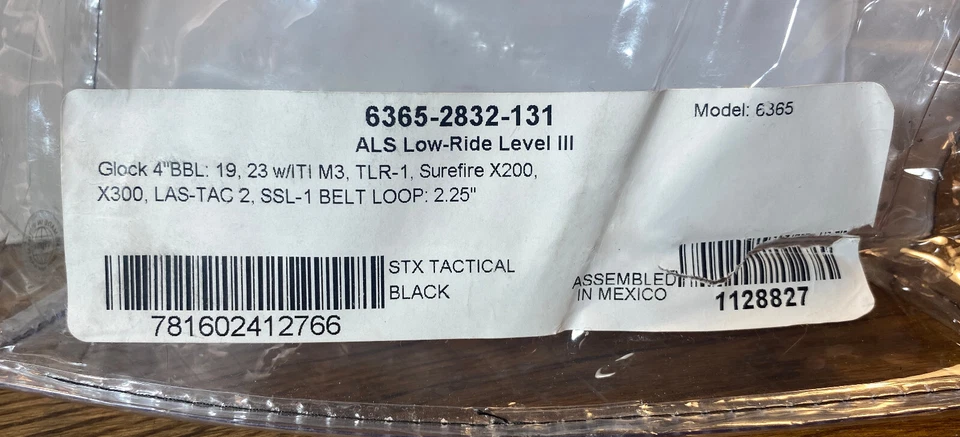 6365-2832-131
Model: 6365
ALS Low-Ride Level III
Glock 4"BBL: 19, 23 w/ITI M3, TLR-1, Surefire X200,
X300, LAS-TAC 2, SSL-1 BELT LOOP: 2.25"
STX TACTICAL
BLACK
781602412766
ASSEMBLED
IN MEXICO
1128827